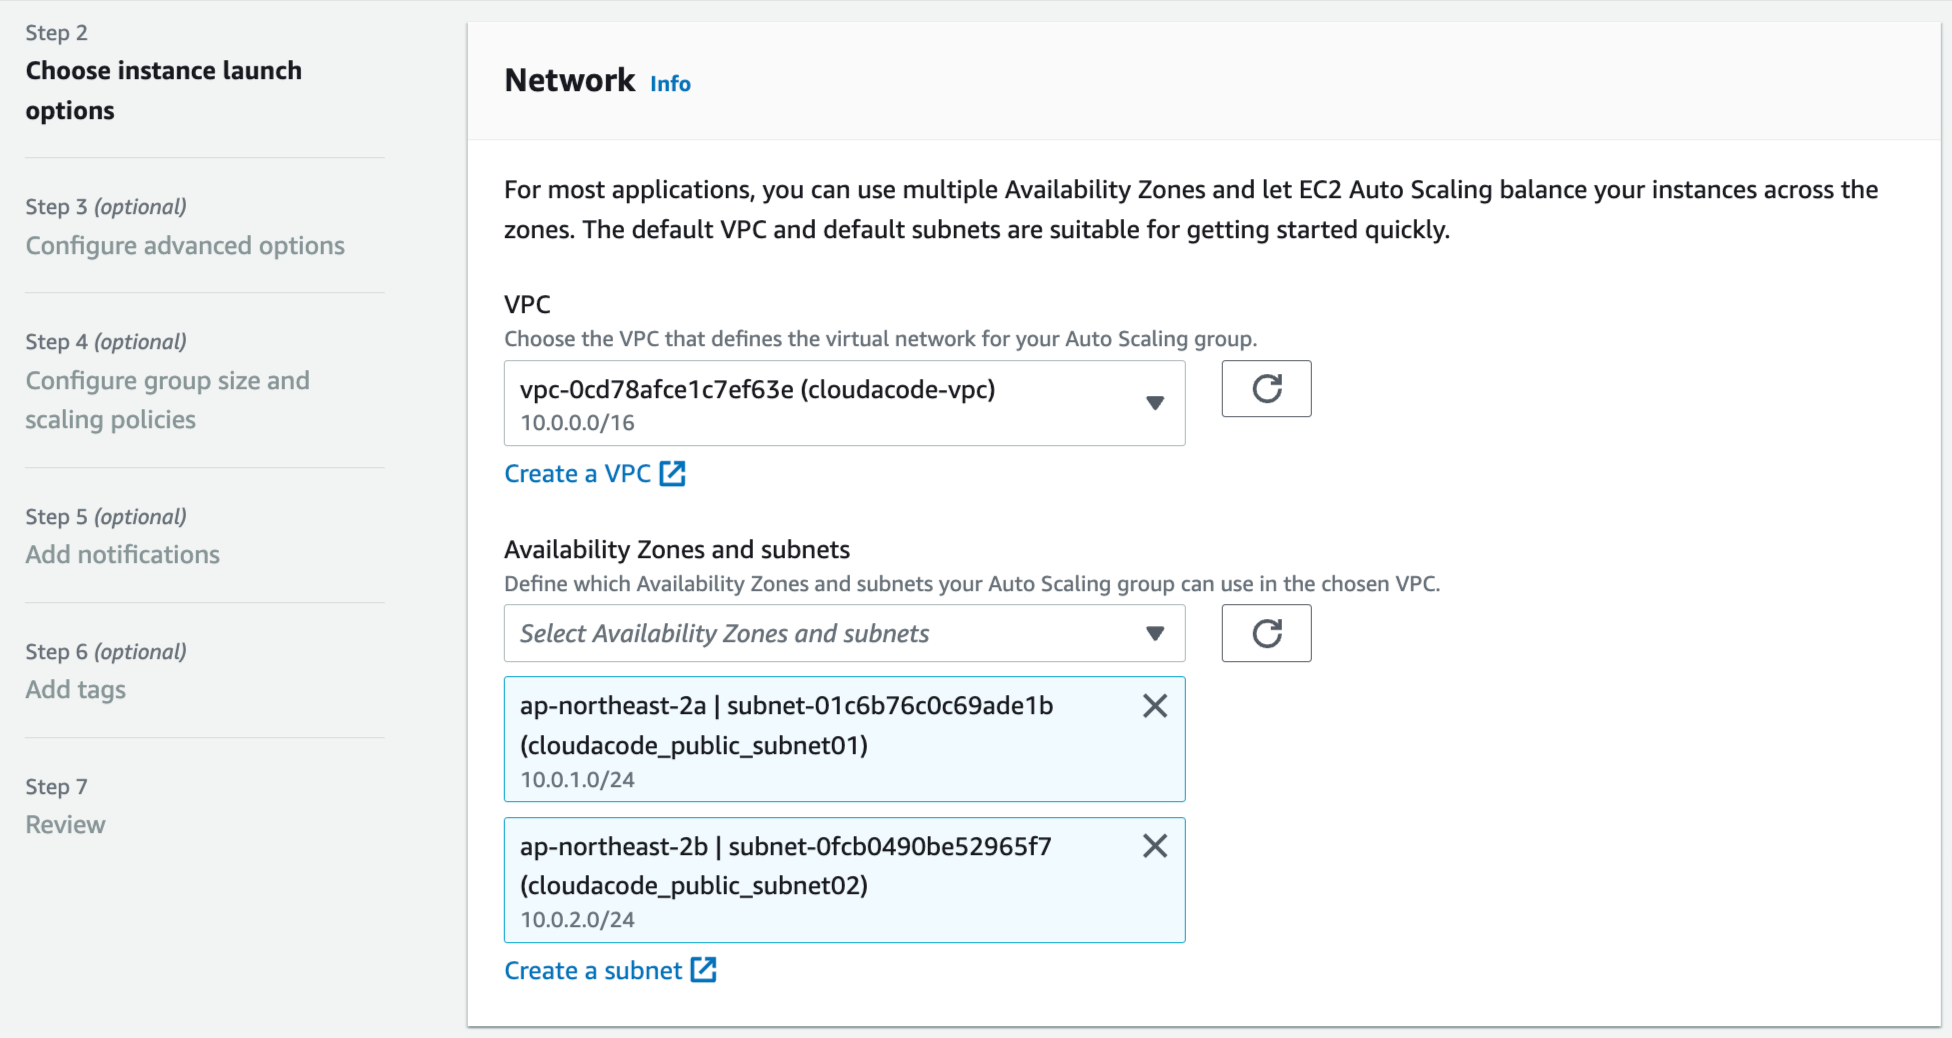 Step 2
Choose instance launch
options
Step 3 (optional)
Configure advanced options
Step 4 (optional)
Configure group size and
scaling policies
Step 5 (optional)
Add notifications
Step 6 (optional)
Add tags
Step 7
Review
Network Info
For most applications, you can use multiple Availability Zones and let EC2 Auto Scaling balance your instances across the
zones. The default VPC and default subnets are suitable for getting started quickly.
VPC
Choose the VPC that defines the virtual network for your Auto Scaling group.
vpc-0cd78afce1c7ef63e (cloudacode-vpc)
10.0.0.0/16
Create a VPC
Availability Zones and subnets
Define which Availability Zones and subnets your Auto Scaling group can use in the chosen VPC.
Select Availability Zones and subnets
ap-northeast-2a | subnet-01c6b76c0c69ade1b
(cloudacode_public_subnet01)
10.0.1.0/24
ap-northeast-2b | subnet-0fcb0490be52965f7
(cloudacode_public_subnet02)
10.0.2.0/24
Create a subnet